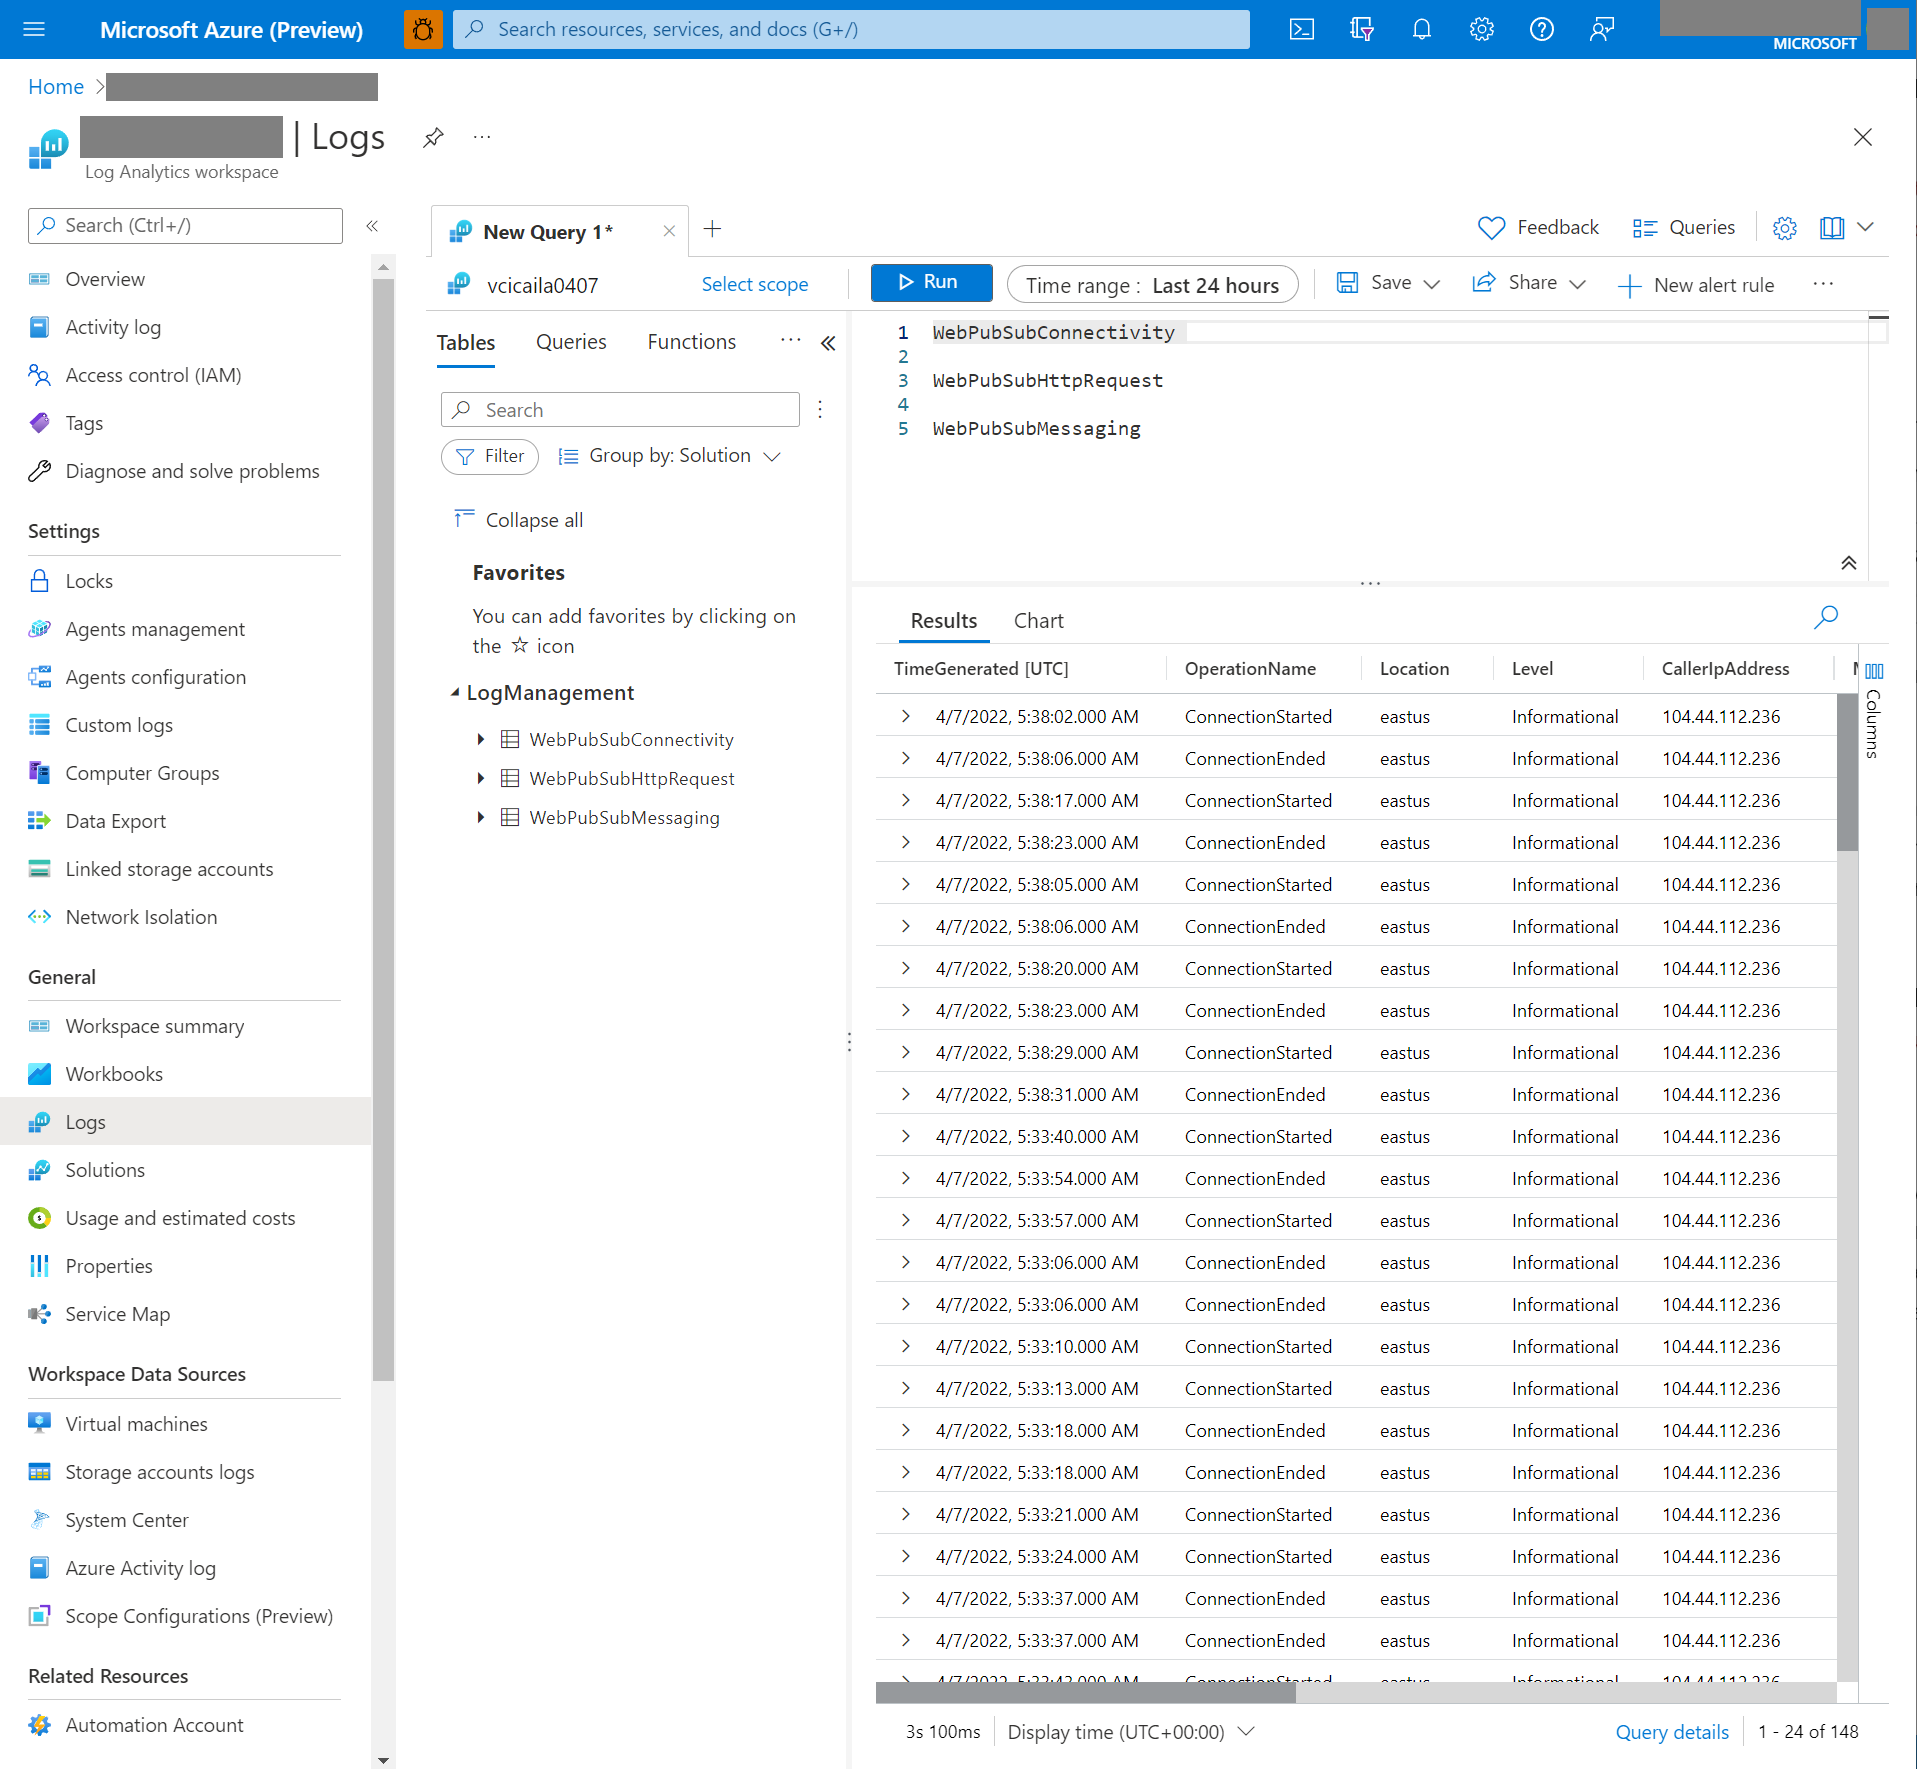 Microsoft Azure (Preview)
Search resources, services, and docs (G+/)
MICROSOFT
Home
| Logs
Log Analytics workspace
Search (Ctrl+/)
Overview
Activity log
Access control (IAM)
Tags
Diagnose and solve problems
Settings
Locks
Agents management
Agents configuration
Custom logs
Computer Groups
Data Export
Linked storage accounts
Network Isolation
General
Workspace summary
Workbooks
Logs
Solutions
Usage and estimated costs
Properties
Service Map
Workspace Data Sources
Virtual machines
Storage accounts logs
System Center
Azure Activity log
Scope Configurations (Preview)
Related Resources
Automation Account
New Query 1*
Feedback
Queries
vcicaila0407
Select scope
Run
Time range : Last 24 hours
Save
Share
New alert rule
Tables
Queries
Functions
Search
Filter
Group by: Solution
Collapse all
Favorites
You can add favorites by clicking on
the ☆ icon
LogManagement
WebPubSubConnectivity
WebPubSubHttpRequest
WebPubSubMessaging
1 WebPubSubConnectivity
2
3 WebPubSubHttpRequest
4
5 WebPubSubMessaging
Results
Chart
TimeGenerated [UTC] OperationName Location Level CallerIpAddress
Columns
4/7/2022, 5:38:02.000 AM ConnectionStarted eastus Informational 104.44.112.236
4/7/2022, 5:38:06.000 AM ConnectionEnded eastus Informational 104.44.112.236
4/7/2022, 5:38:17.000 AM ConnectionStarted eastus Informational 104.44.112.236
4/7/2022, 5:38:23.000 AM ConnectionEnded eastus Informational 104.44.112.236
4/7/2022, 5:38:05.000 AM ConnectionStarted eastus Informational 104.44.112.236
4/7/2022, 5:38:06.000 AM ConnectionEnded eastus Informational 104.44.112.236
4/7/2022, 5:38:20.000 AM ConnectionStarted eastus Informational 104.44.112.236
4/7/2022, 5:38:23.000 AM ConnectionEnded eastus Informational 104.44.112.236
4/7/2022, 5:38:29.000 AM ConnectionStarted eastus Informational 104.44.112.236
4/7/2022, 5:38:31.000 AM ConnectionEnded eastus Informational 104.44.112.236
4/7/2022, 5:33:40.000 AM ConnectionStarted eastus Informational 104.44.112.236
4/7/2022, 5:33:54.000 AM ConnectionEnded eastus Informational 104.44.112.236
4/7/2022, 5:33:57.000 AM ConnectionStarted eastus Informational 104.44.112.236
4/7/2022, 5:33:06.000 AM ConnectionEnded eastus Informational 104.44.112.236
4/7/2022, 5:33:06.000 AM ConnectionEnded eastus Informational 104.44.112.236
4/7/2022, 5:33:10.000 AM ConnectionStarted eastus Informational 104.44.112.236
4/7/2022, 5:33:13.000 AM ConnectionStarted eastus Informational 104.44.112.236
4/7/2022, 5:33:18.000 AM ConnectionEnded eastus Informational 104.44.112.236
4/7/2022, 5:33:18.000 AM ConnectionEnded eastus Informational 104.44.112.236
4/7/2022, 5:33:21.000 AM ConnectionStarted eastus Informational 104.44.112.236
4/7/2022, 5:33:24.000 AM ConnectionStarted eastus Informational 104.44.112.236
4/7/2022, 5:33:37.000 AM ConnectionEnded eastus Informational 104.44.112.236
4/7/2022, 5:33:37.000 AM ConnectionEnded eastus Informational 104.44.112.236
3s 100ms
Display time (UTC+00:00)
Query details
1 - 24 of 148